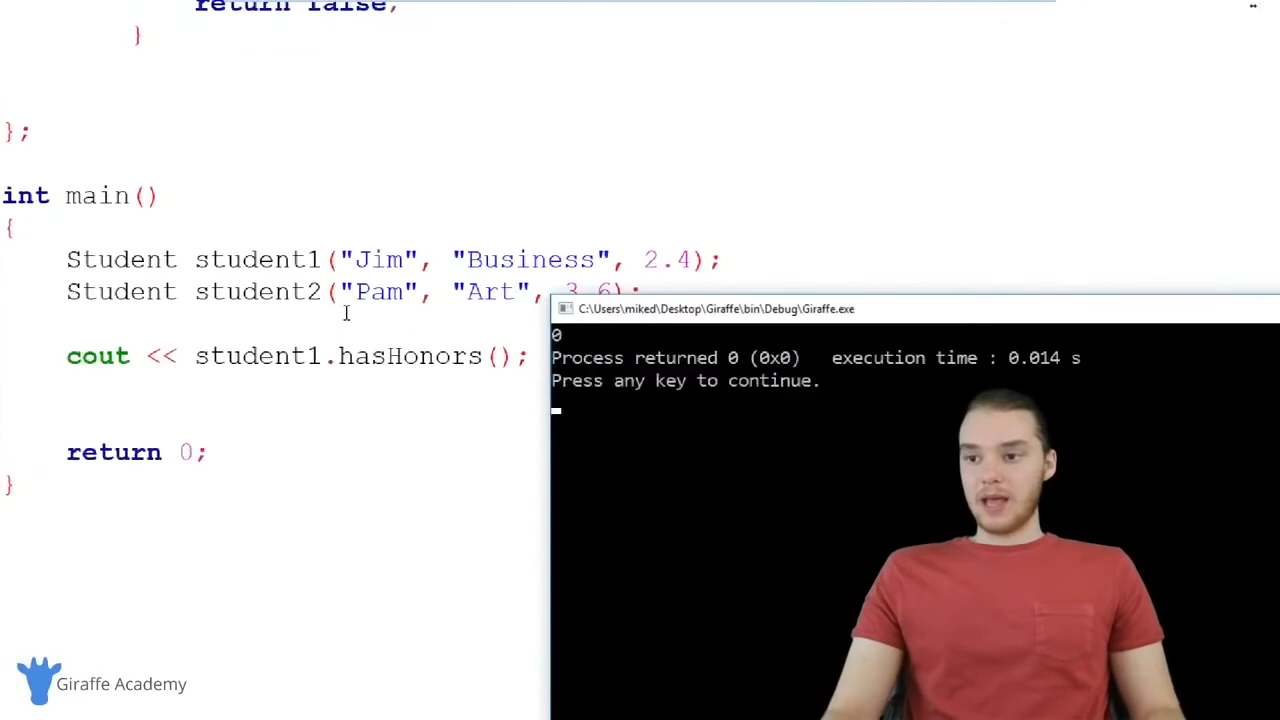 return false;
}
};
int main()
{
Student student1("Jim", "Business", 2.4);
Student student2("Pam", "Art", 3.6);
C:\Users\miked\Desktop\Giraffe\bin\Debug\Giraffe.exe
0
cout << student1.hasHonors();
Process returned 0 (0x0)   execution time : 0.014 s
Press any key to continue.
return 0;
}
Giraffe Academy